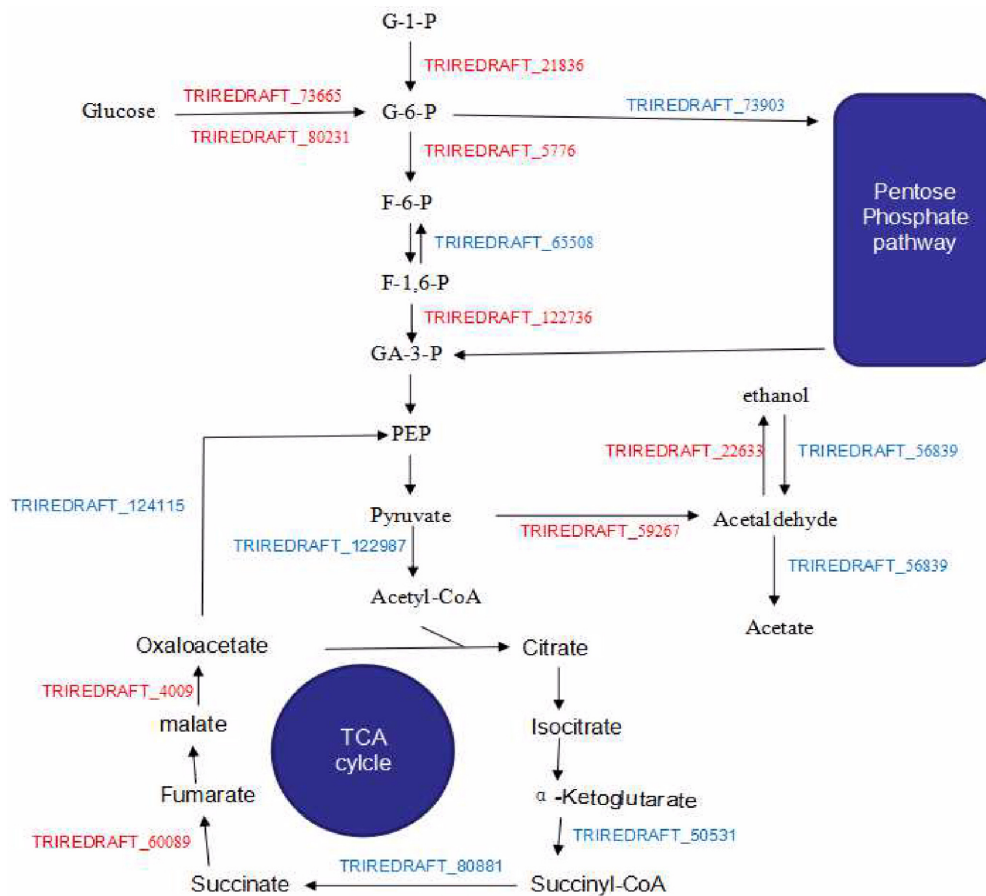 G-1-P
TRIREDRAFT_21836
TRIREDRAFT_73665
TRIREDRAFT_73903
Glucose
G-6-P
TRIREDRAFT_80231
TRIREDRAFT_5776
Pentose
Phosphate
pathway
F-6-P
TRIREDRAFT_65508
F-1,6-P
TRIREDRAFT_122736
GA-3-P
ethanol
PEP
TRIREDRAFT_22633
TRIREDRAFT_56839
TRIREDRAFT_124115
Pyruvate
TRIREDRAFT_59267
Acetaldehyde
TRIREDRAFT_122987
TRIREDRAFT_56839
Acetyl-CoA
Acetate
Oxaloacetate
Citrate
TRIREDRAFT_4009
malate
TCA
cylcle
Isocitrate
Fumarate
α-Ketoglutarate
TRIREDRAFT_60089
TRIREDRAFT_50531
TRIREDRAFT_80881
Succinate
Succinyl-CoA